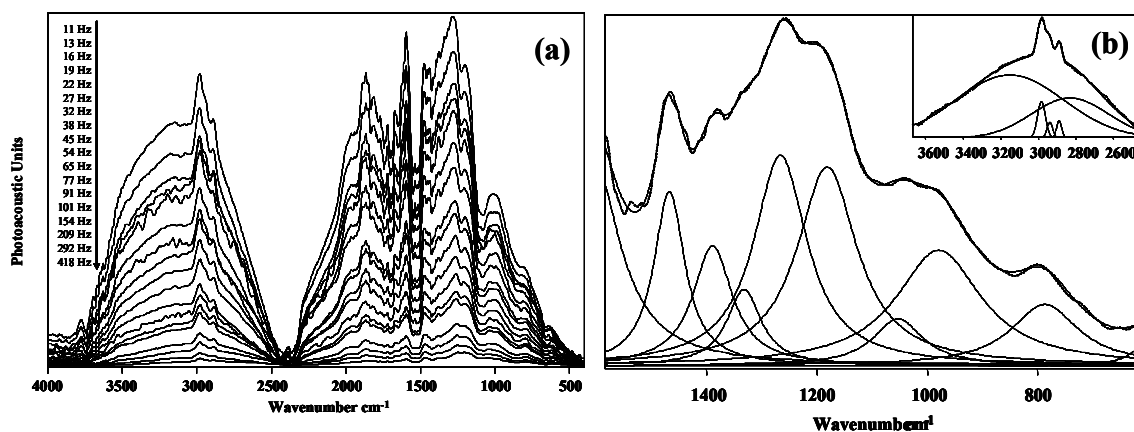 (a)
11 Hz
13 Hz
16 Hz
19 Hz
22 Hz
27 Hz
32 Hz
38 Hz
45 Hz
54 Hz
65 Hz
77 Hz
91 Hz
101 Hz
154 Hz
209 Hz
292 Hz
418 Hz
Photoacoustic Units
4000 3500 3000 2500 2000 1500 1000 500
Wavenumber cm-1
(b)
3600 3400 3200 3000 2800 2600
1400 1200 1000 800
Wavenumber cm1